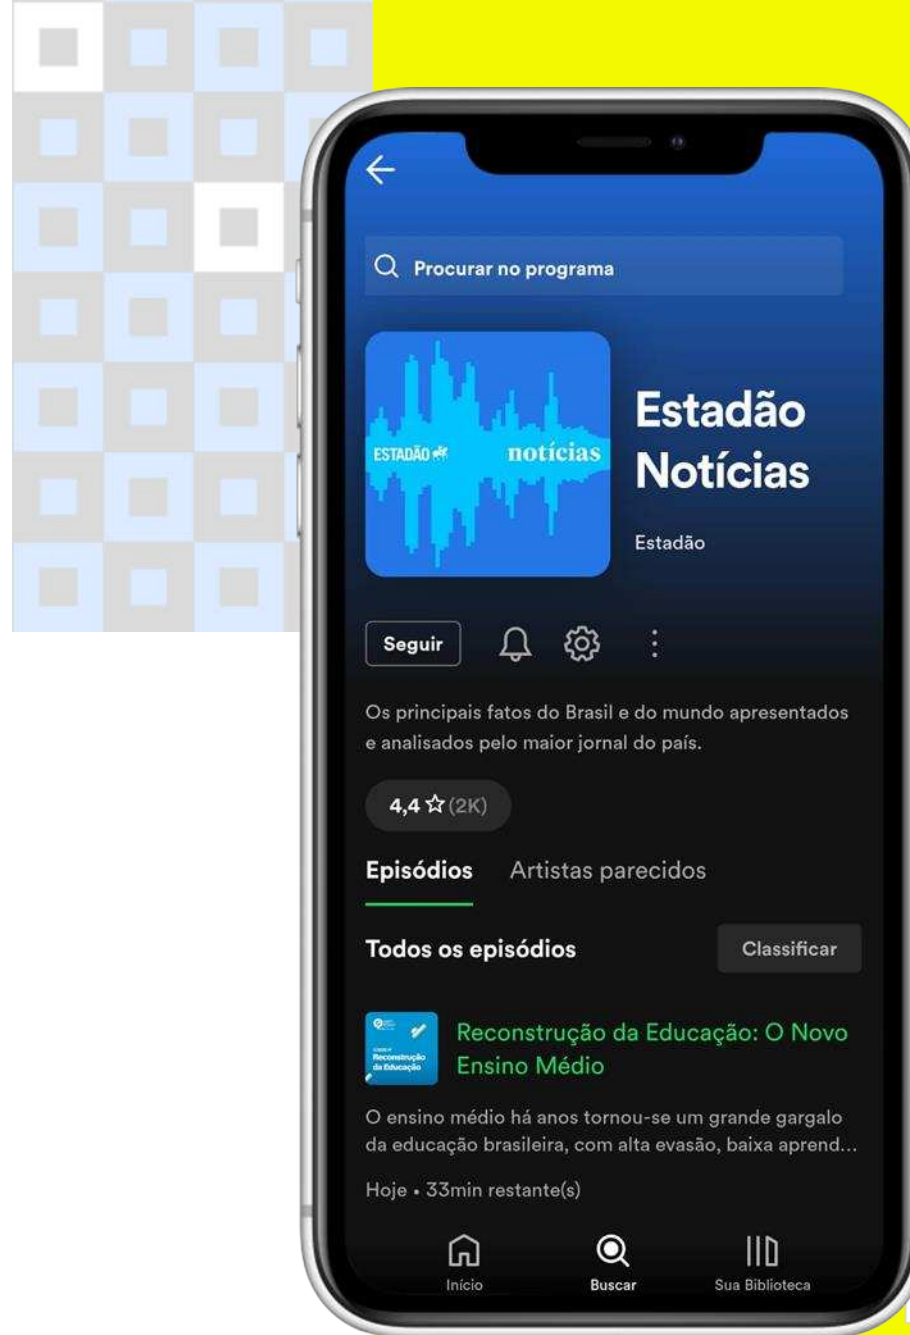 Procurar no programa
ESTADÃO notícias
Estadão
Notícias
Estadão
Seguir
Os principais fatos do Brasil e do mundo apresentados
e analisados pelo maior jornal do país.
4,4 (2K)
Episódios Artistas parecidos
Todos os episódios Classificar
Reconstrução
da Educação
Reconstrução da Educação: O Novo
Ensino Médio
O ensino médio há anos tornou-se um grande gargalo
da educação brasileira, com alta evasão, baixa aprend...
Hoje • 33min restante(s)
Início Buscar Sua Biblioteca